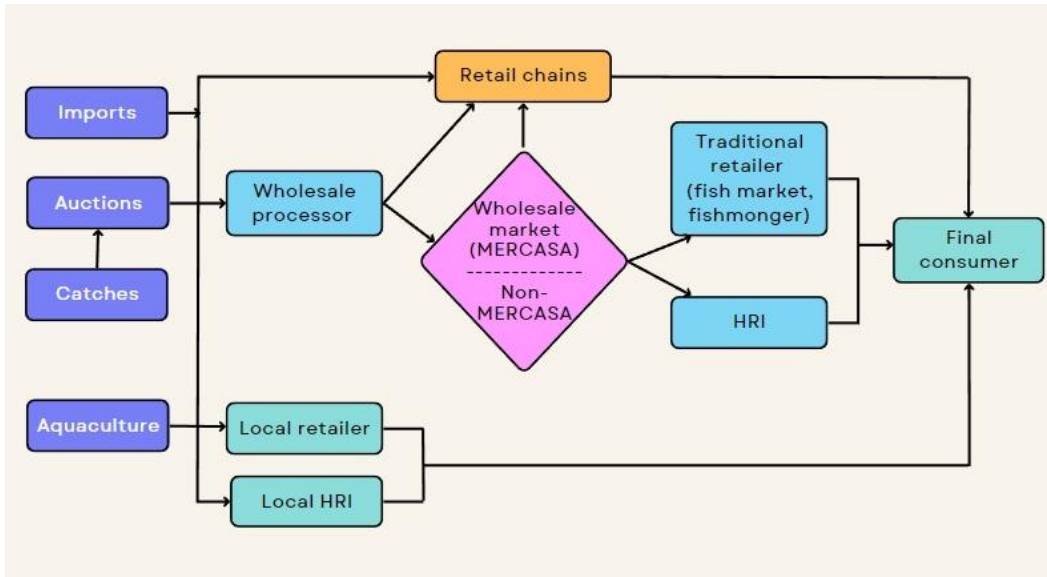 Retail chains
Imports
Traditional
retailer
(fish market,
fishmonger)
Auctions
Wholesale
processor
Wholesale
market
(MERCASA)
-------------
Non-
MERCASA
Final
consumer
Catches
HRI
Aquaculture
Local retailer
Local HRI